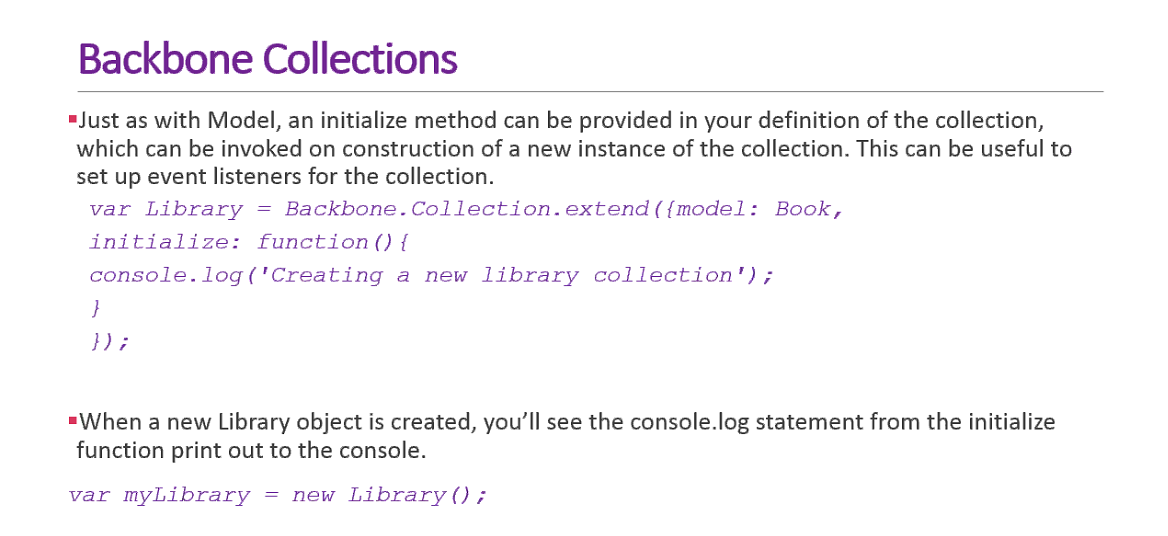 Backbone Collections
▪Just as with Model, an initialize method can be provided in your definition of the collection,
which can be invoked on construction of a new instance of the collection. This can be useful to
set up event listeners for the collection.
var Library = Backbone.Collection.extend({model: Book,
initialize: function(){
console.log('Creating a new library collection');
}
});
▪When a new Library object is created, you’ll see the console.log statement from the initialize
function print out to the console.
var myLibrary = new Library();